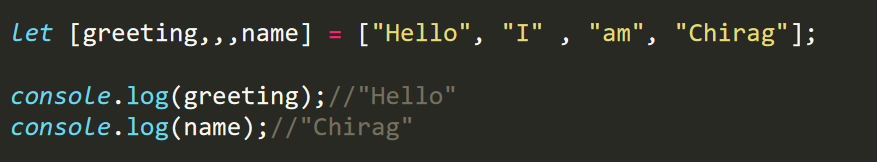 let [greeting,,,name] = ["Hello", "I" , "am", "Chirag"];
console.log(greeting);//"Hello"
console.log(name);//"Chirag"